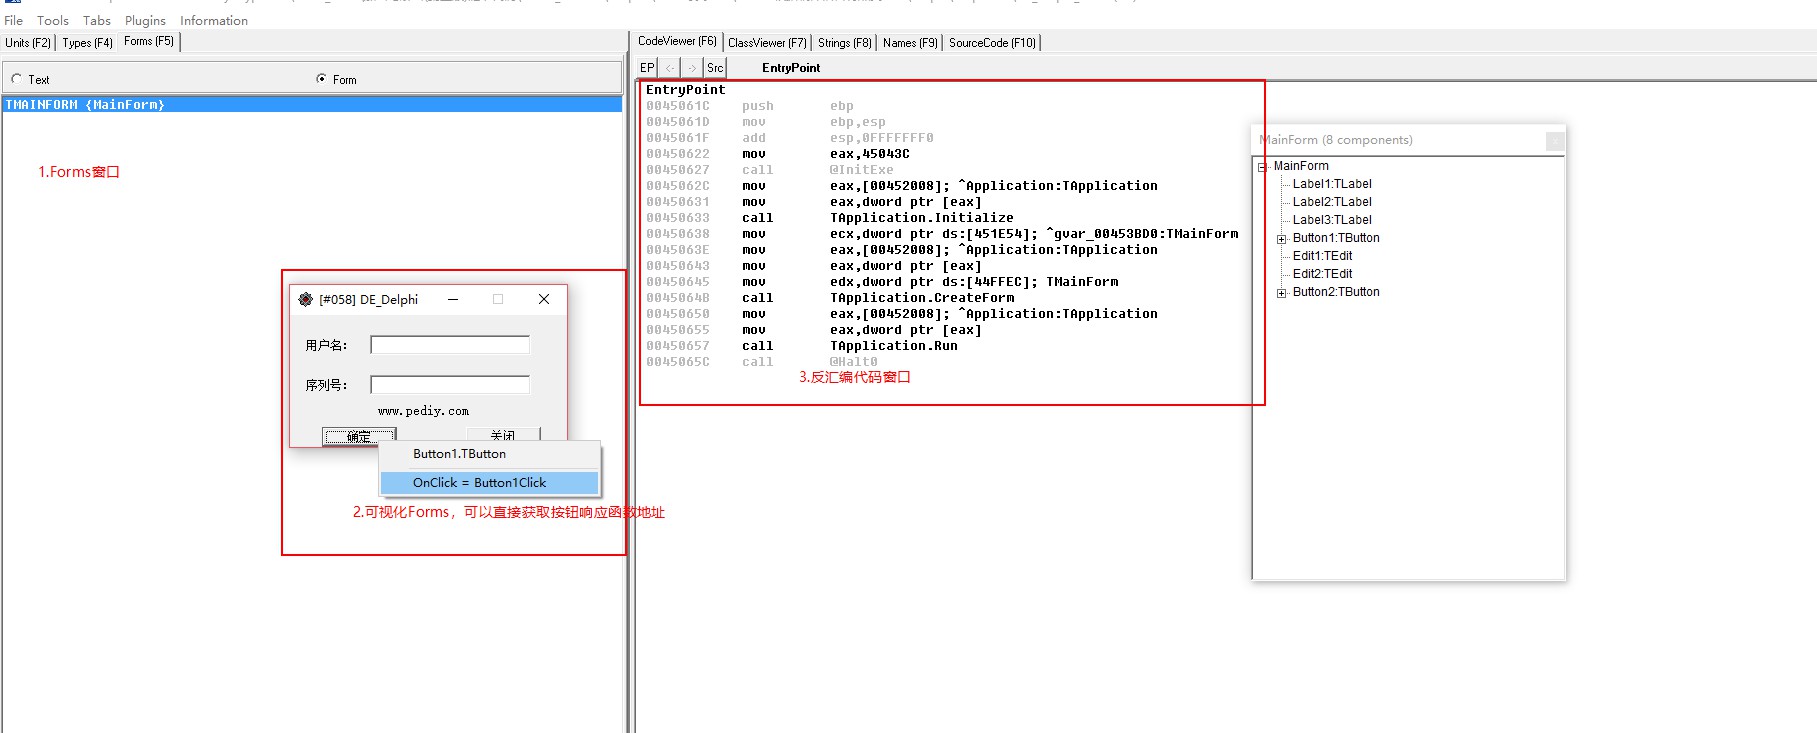 File Tools Tabs Plugins Information
Units (F2) Types (F4) Forms (F5)
Text Form
TMAINFORM {MainForm}
1.Forms窗口
[#058] DE_Delphi
用户名：
序列号：
www.pediy.com
确定 关闭
Button1.TButton
OnClick = Button1Click
2.可视化Forms，可以直接获取按钮响应函数地址
CodeViewer (F6) ClassViewer (F7) Strings (F8) Names (F9) SourceCode (F10)
EP <- -> Src EntryPoint
EntryPoint
0045061C push ebp
0045061D mov ebp,esp
0045061F add esp,0FFFFFFF0
00450622 mov eax,45043C
00450627 call @InitExe
0045062C mov eax,[00452008]; ^Application:TApplication
00450631 mov eax,dword ptr [eax]
00450633 call TApplication.Initialize
00450638 mov ecx,dword ptr ds:[451E54]; ^gvar_00453BD0:TMainForm
0045063E mov eax,[00452008]; ^Application:TApplication
00450643 mov eax,dword ptr [eax]
00450645 mov edx,dword ptr ds:[44FFEC]; TMainForm
0045064B call TApplication.CreateForm
00450650 mov eax,[00452008]; ^Application:TApplication
00450655 mov eax,dword ptr [eax]
00450657 call TApplication.Run
0045065C call @Halt0
3.反汇编代码窗口
MainForm (8 components)
MainForm
Label1:TLabel
Label2:TLabel
Label3:TLabel
Button1:TButton
Edit1:TEdit
Edit2:TEdit
Button2:TButton